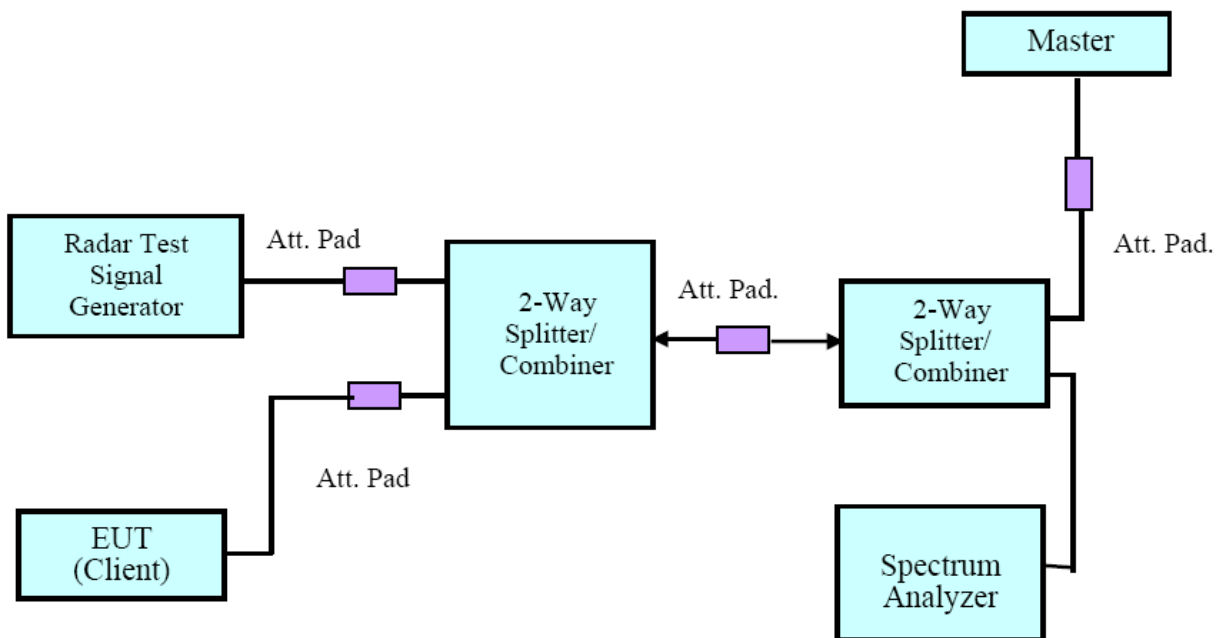 Master
Att. Pad.
Radar Test
Signal
Generator
Att. Pad
2-Way
Splitter/
Combiner
Att. Pad.
2-Way
Splitter/
Combiner
Att. Pad
EUT
(Client)
Spectrum
Analyzer